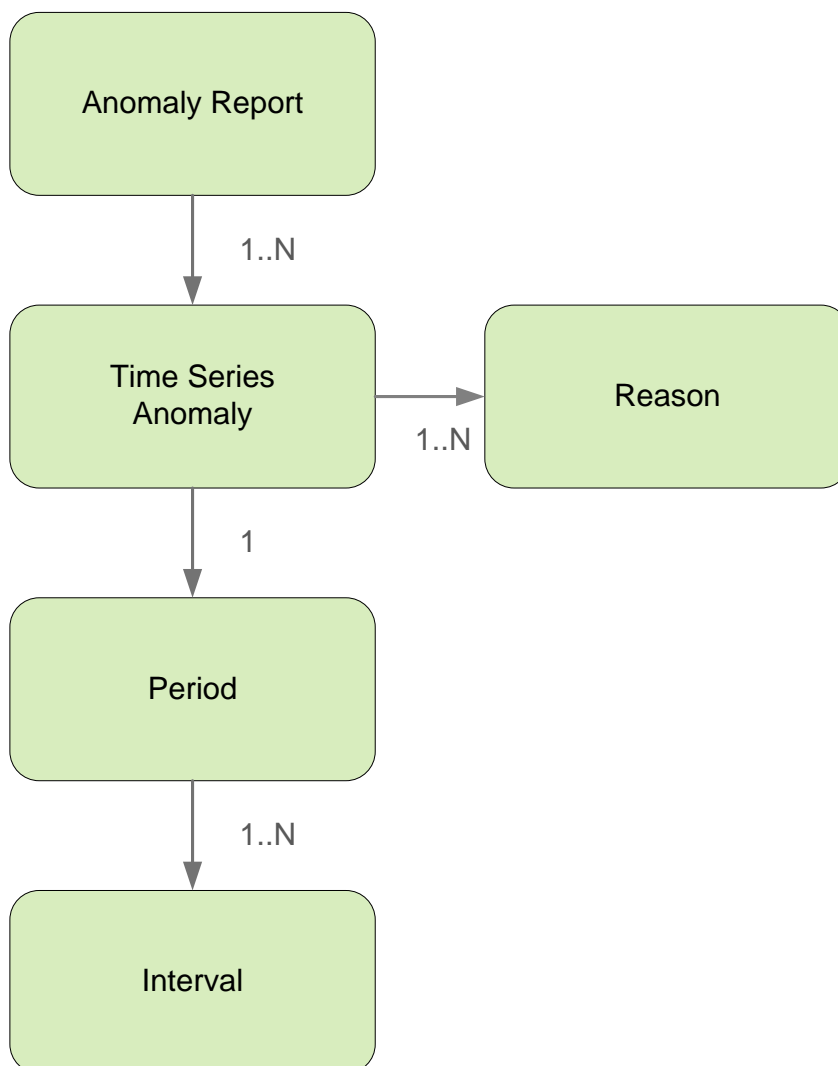 Anomaly Report
1..N
Time Series
Anomaly
Reason
1..N
1
Period
1..N
Interval